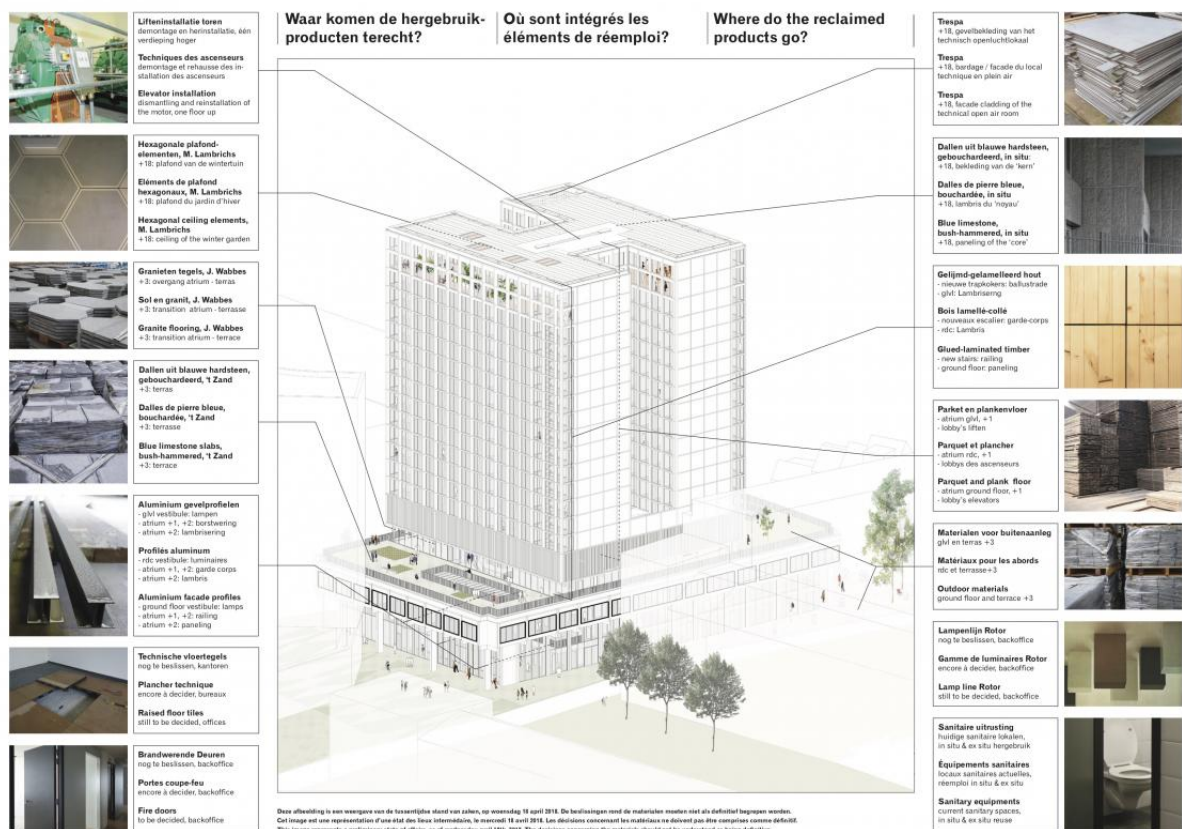 Waar komen de hergebruik-
producten terecht?
Où sont intégrés les
éléments de réemploi?
Where do the reclaimed
products go?
Lifteninstallatie toren
demontage en herinstallatie, één
verdieping hoger
Techniques des ascenseurs
demontage et rehausse des in-
stallation des ascenseurs
Elevator installation
dismantling and reinstallation of
the motor, one floor up
Hexagonale plafond-
elementen, M. Lambrichs
+18: plafond van de wintertuin
Eléments de plafond
hexagonaux, M. Lambrichs
+18: plafond du jardin d'hiver
Hexagonal ceiling elements,
M. Lambrichs
+18: ceiling of the winter garden
Granieten tegels, J. Wabbes
+3: overgang atrium - terras
Sol en granit, J. Wabbes
+3: transition atrium - terrasse
Granite flooring, J. Wabbes
+3: transition atrium - terrace
Dallen uit blauwe hardsteen,
gebouchardeerd, 't Zand
+3: terras
Dalles de pierre bleue,
bouchardée, 't Zand
+3: terrasse
Blue limestone slabs,
bush-hammered, 't Zand
+3: terrace
Aluminium gevelprofielen
- glvl vestibule: lampen
- atrium +1, +2: borstwering
- atrium +2: lambrisering
Profilés aluminum
- rdc vestibule: luminaires
- atrium +1, +2: garde corps
- atrium +2: lambris
Aluminium facade profiles
- ground floor vestibule: lamps
- atrium +1, +2: railing
- atrium +2: paneling
Technische vloertegels
nog te beslissen, kantoren
Plancher technique
encore à decider, bureaux
Raised floor tiles
still to be decided, offices
Brandwerende Deuren
nog te beslissen, backoffice
Portes coupe-feu
encore à decider, backoffice
Fire doors
to be decided, backoffice
Trespa
+18, gevelbekleding van het
technisch openluchtlokaal
Trespa
+18, bardage / facade du local
technique en plein air
Trespa
+18, facade cladding of the
technical open air room
Dallen uit blauwe hardsteen,
gebouchardeerd, in situ:
+18, bekleding van de 'kern'
Dalles de pierre bleue,
bouchardée, in situ
+18, lambris du 'noyau'
Blue limestone,
bush-hammered, in situ
+18, paneling of the 'core'
Gelijmd-gelamelleerd hout
- nieuwe trapkokers: ballustrade
- glvl: Lambriserng
Bois lamellé-collé
- nouveaux escalier: garde-corps
- rdc: Lambris
Glued-laminated timber
- new stairs: railing
- ground floor: paneling
Parket en plankenvloer
- atrium glvl, +1
- lobby's liften
Parquet et plancher
- atrium rdc, +1
- lobbys des ascenseurs
Parquet and plank floor
- atrium ground floor, +1
- lobby's elevators
Materialen voor buitenaanleg
glvl en terras +3
Matériaux pour les abords
rdc et terrasse+3
Outdoor materials
ground floor and terrace +3
Lampenlijn Rotor
nog te beslissen, backoffice
Gamme de luminaires Rotor
encore à décider, backoffice
Lamp line Rotor
still to be decided, backoffice
Sanitaire uitrusting
huidige sanitaire lokalen,
in situ & ex situ hergebruik
Équipements sanitaires
locaux sanitaires actuelles,
réemploi in situ & ex situ
Sanitary equipments
current sanitary spaces,
in situ & ex situ reuse
Deze afbeelding is een weergave van de tussentijdse stand van zaken, op woensdag 18 april 2018. De beslissingen rond de materialen moeten niet als definitief begrepen worden.
Cet image est une représentation d'un état des lieux intermédaire, le mercredi 18 avril 2018. Les décisions concernant les matériaux ne doivent pas être comprises comme définitif.